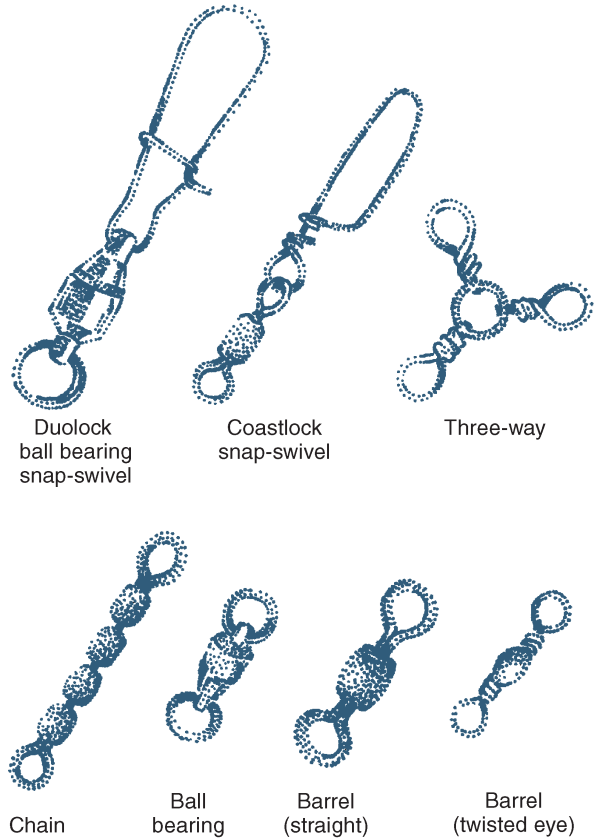 Duolock
ball bearing
snap-swivel
Coastlock
snap-swivel
Three-way
Chain
Ball
bearing
Barrel
(straight)
Barrel
(twisted eye)